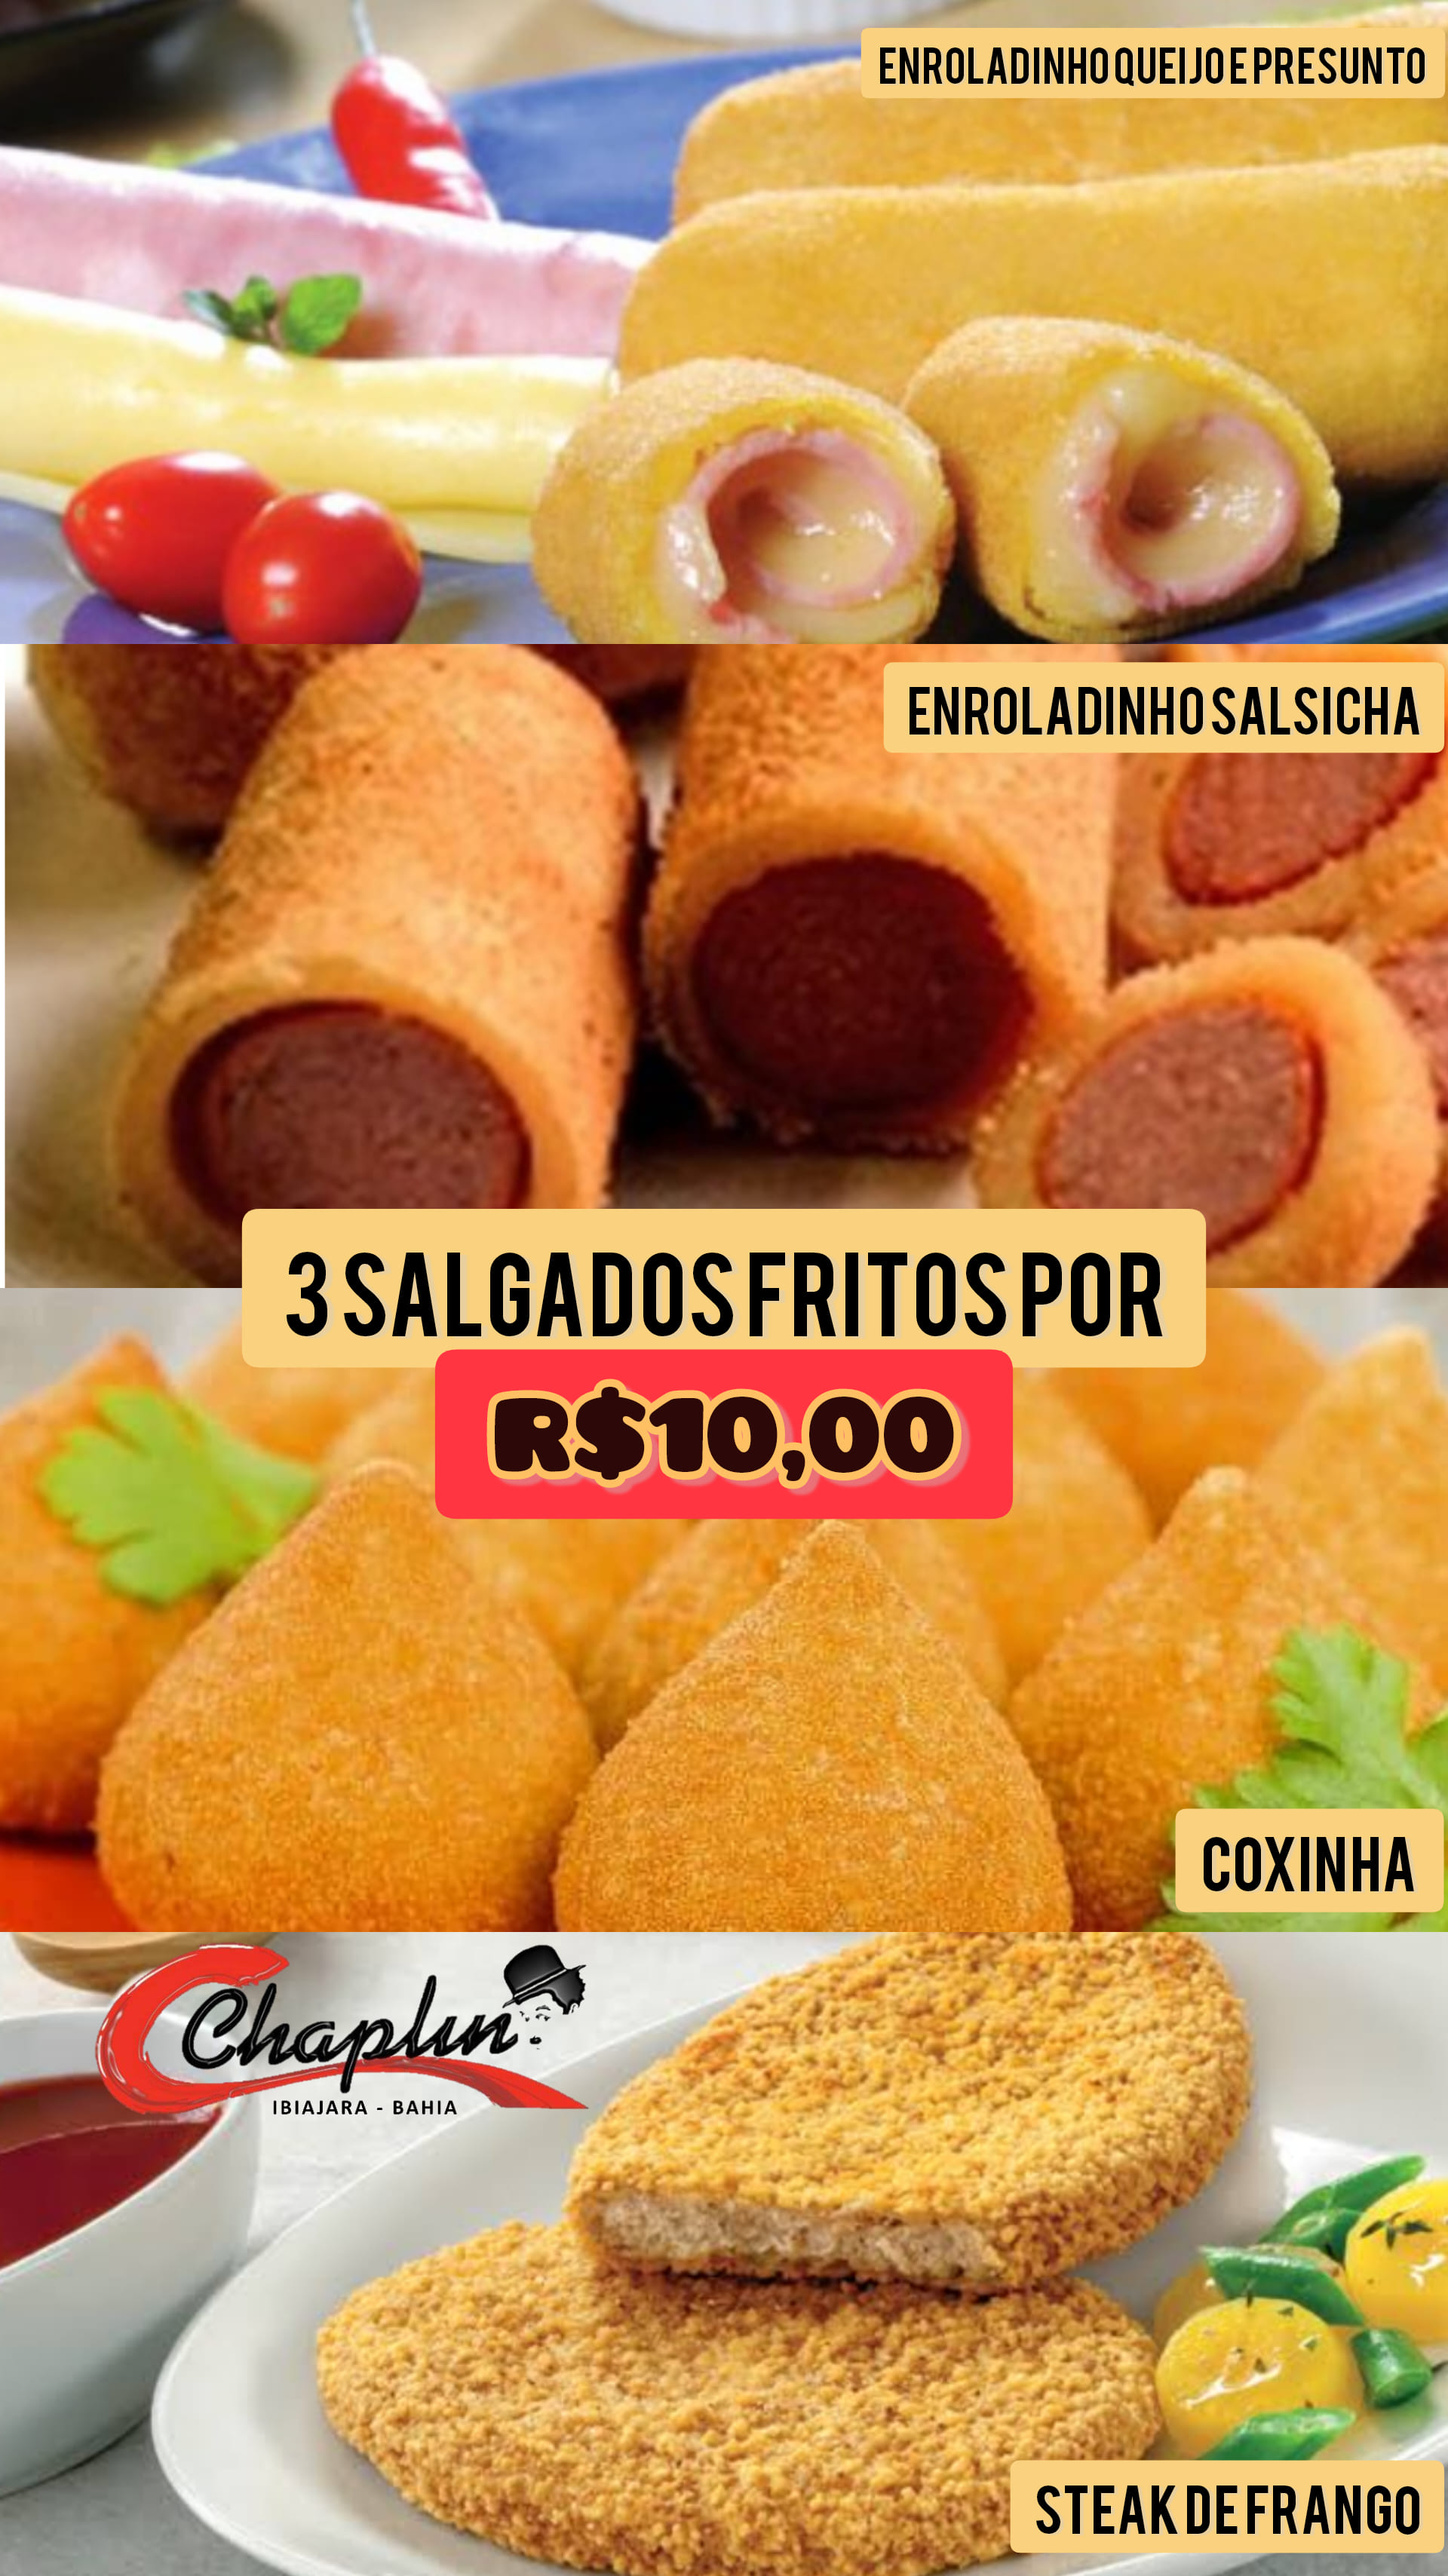 ENROLADINHO QUEIJO E PRESUNTO
ENROLADINHO SALSICHA
3 SALGADOS FRITOS POR
R$10,00
COXINHA
Chaplin
IBIAJARA - BAHIA
STEAK DE FRANGO